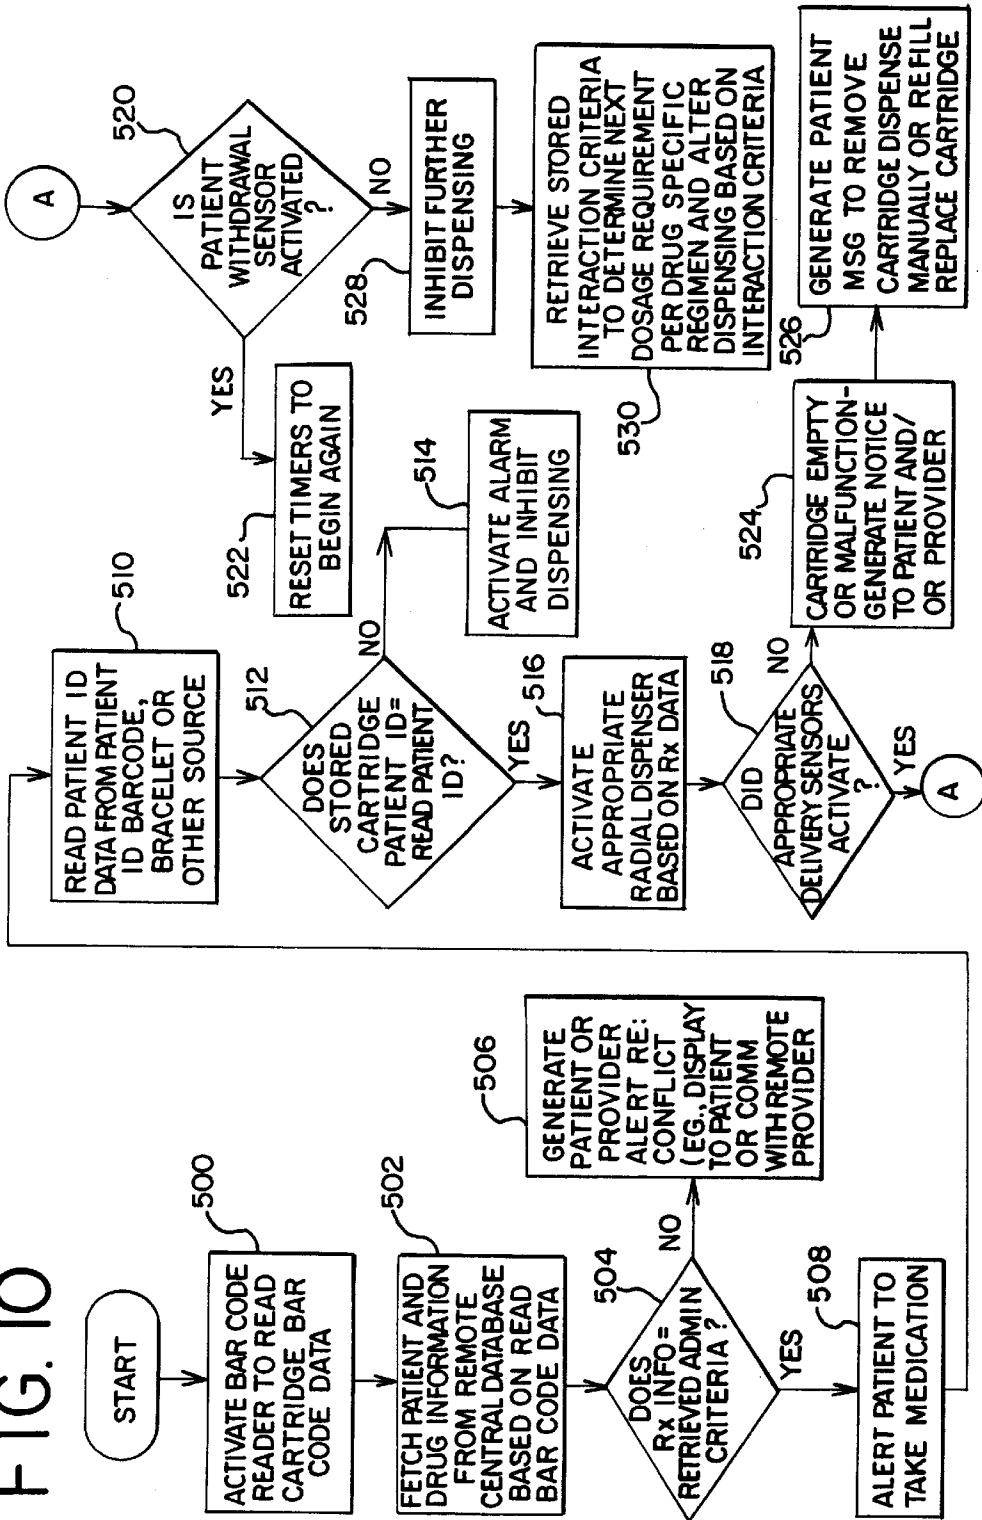 FIG. 10
START
500
ACTIVATE BAR CODE
READER TO READ
CARTRIDGE BAR
CODE DATA
502
FETCH PATIENT AND
DRUG INFORMATION
FROM REMOTE
CENTRAL DATABASE
BASED ON READ
BAR CODE DATA
504
DOES
Rx INFO=
RETRIEVED ADMIN
CRITERIA ?
NO
506
GENERATE
PATIENT OR
PROVIDER
ALERT RE:
CONFLICT
(EG., DISPLAY
TO PATIENT
OR COMM
WITH REMOTE
PROVIDER
YES
508
ALERT PATIENT TO
TAKE MEDICATION
510
READ PATIENT ID
DATA FROM PATIENT
ID BARCODE,
BRACELET OR
OTHER SOURCE
512
DOES
STORED
CARTRIDGE
PATIENT ID=
READ PATIENT
ID?
NO
514
ACTIVATE ALARM
AND INHIBIT
DISPENSING
YES
516
ACTIVATE
APPROPRIATE
RADIAL DISPENSER
BASED ON Rx DATA
518
DID
APPROPRIATE
DELIVERY SENSORS
ACTIVATE
?
NO
524
CARTRIDGE EMPTY
OR MALFUNCTION-
GENERATE NOTICE
TO PATIENT AND/
OR PROVIDER
526
GENERATE PATIENT
MSG TO REMOVE
CARTRIDGE DISPENSE
MANUALLY OR REFILL
REPLACE CARTRIDGE
YES
A
A
520
IS
PATIENT
WITHDRAWAL
SENSOR
ACTIVATED
?
YES
522
RESET TIMERS TO
BEGIN AGAIN
NO
528
INHIBIT FURTHER
DISPENSING
530
RETRIEVE STORED
INTERACTION CRITERIA
TO DETERMINE NEXT
DOSAGE REQUIREMENT
PER DRUG SPECIFIC
REGIMEN AND ALTER
DISPENSING BASED ON
INTERACTION CRITERIA